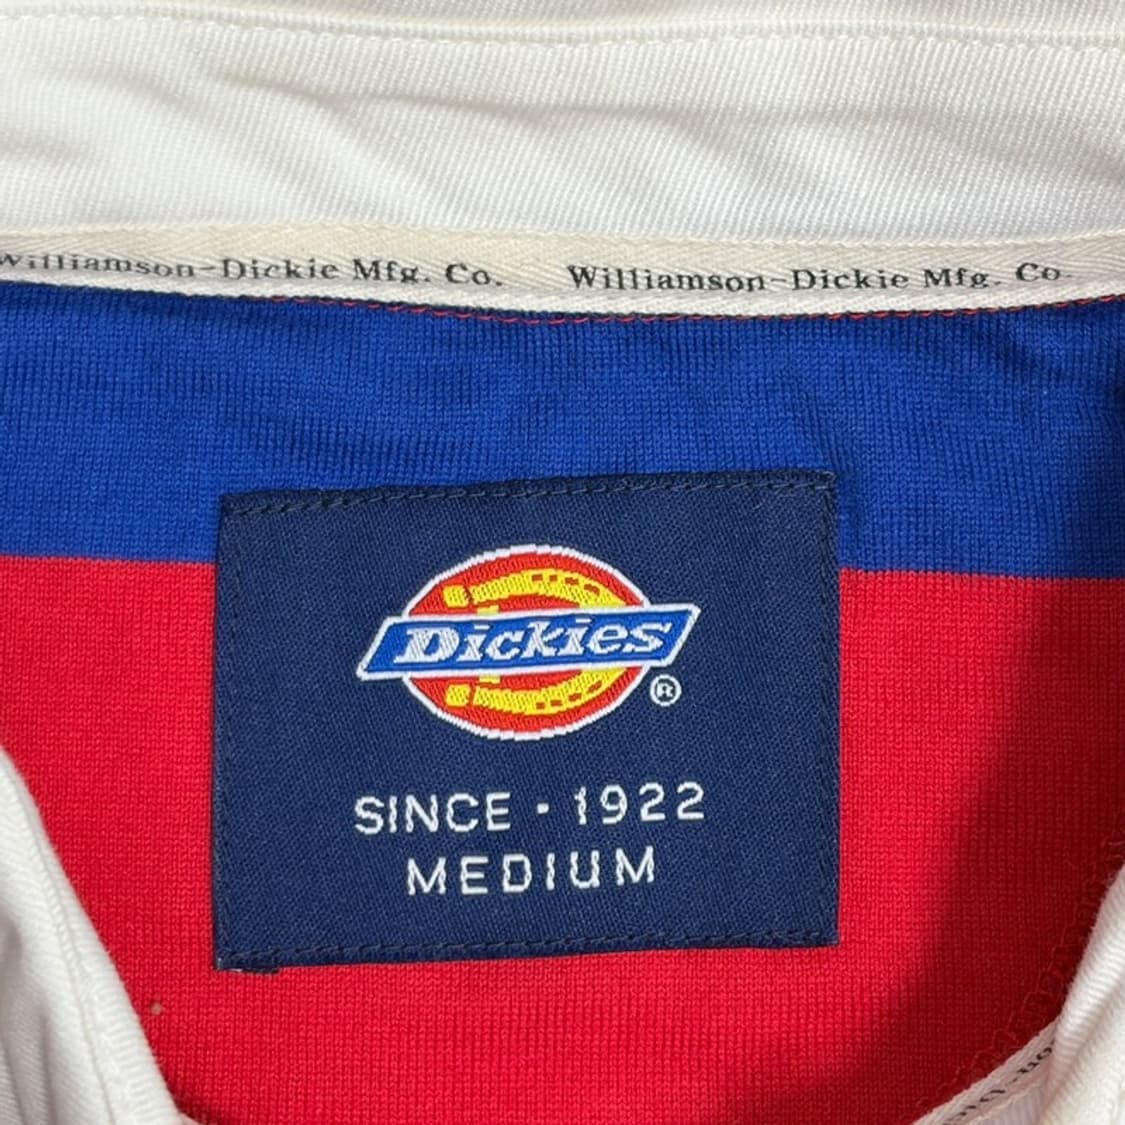 Williamson-Dickie Mfg. Co. Williamson-Dickie Mfg. Co.
Dickies®
SINCE · 1922
MEDIUM